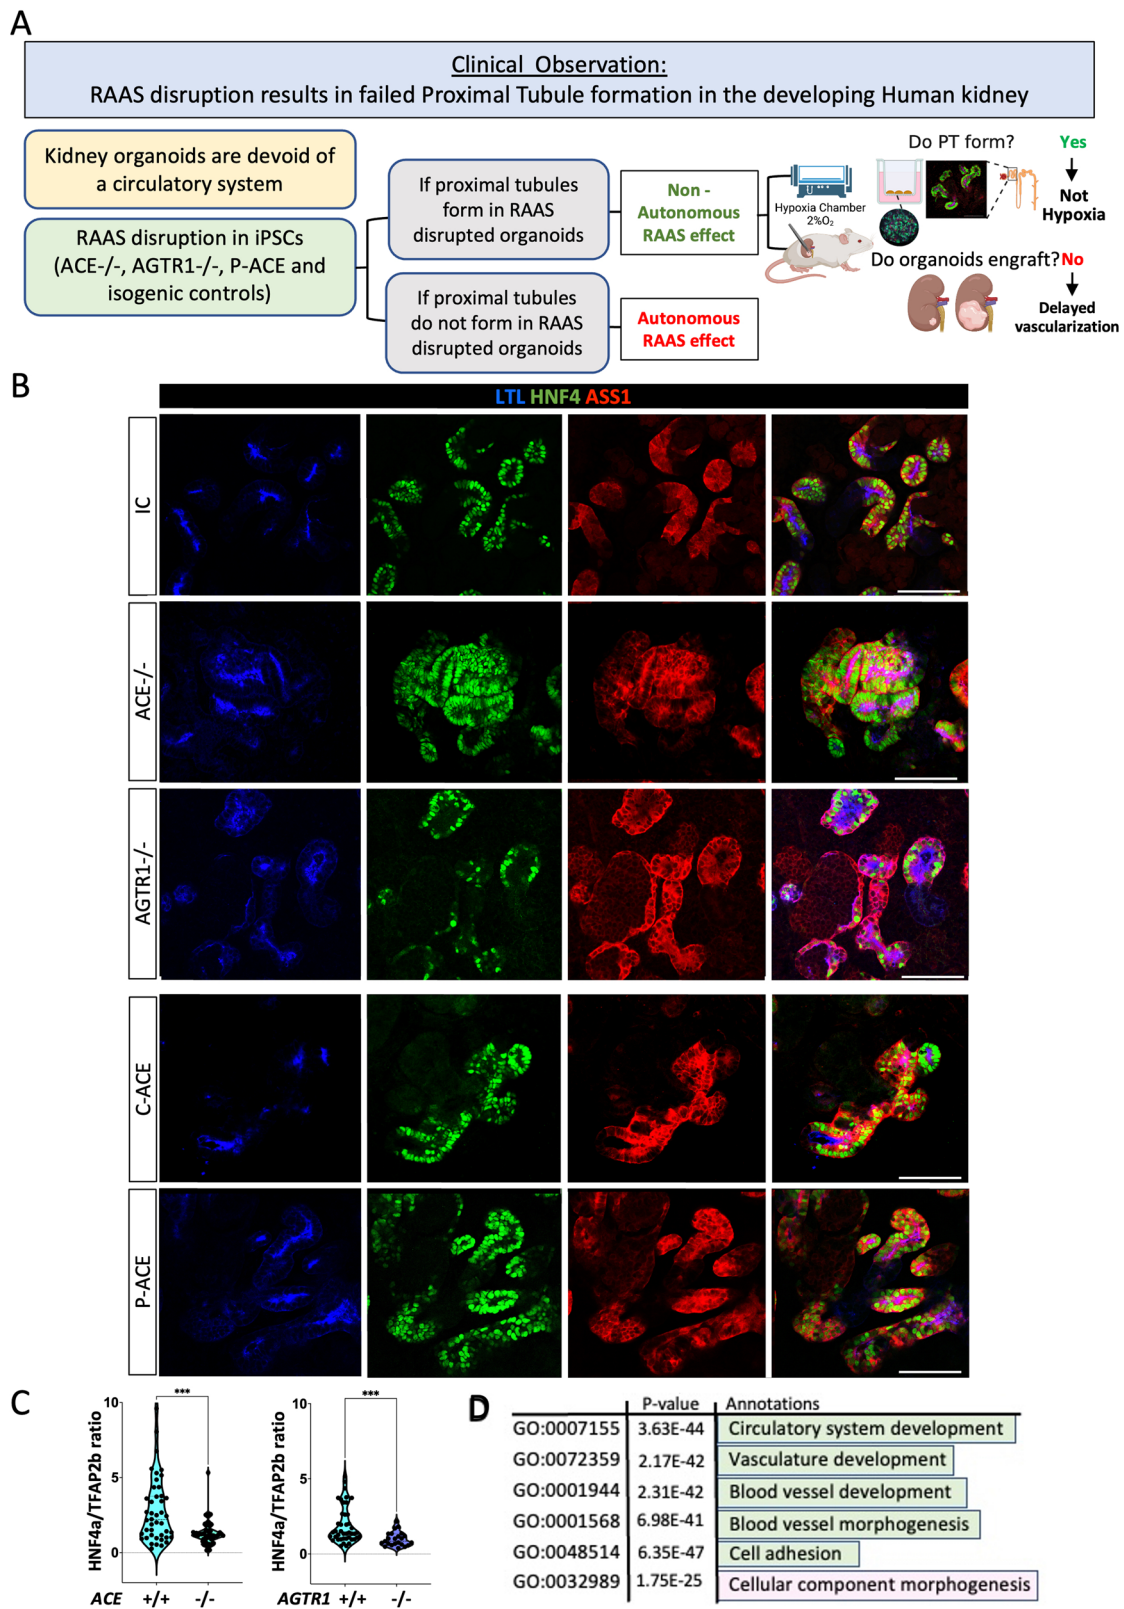 A
Clinical Observation:
RAAS disruption results in failed Proximal Tubule formation in the developing Human kidney
Kidney organoids are devoid of
a circulatory system
RAAS disruption in iPSCs
(ACE-/-, AGTR1-/-, P-ACE and
isogenic controls)
If proximal tubules
form in RAAS
disrupted organoids
If proximal tubules
do not form in RAAS
disrupted organoids
Non -
Autonomous
RAAS effect
Autonomous
RAAS effect
Hypoxia Chamber
2%O₂
Do PT form?
Yes
Not
Hypoxia
Do organoids engraft? No
Delayed
vascularization
B
LTL HNF4 ASS1
IC
ACE-/-
AGTR1-/-
C-ACE
P-ACE
C
HNF4a/TFAP2b ratio
10
5
0
***
ACE +/+ -/-
HNF4a/TFAP2b ratio
10
5
0
***
AGTR1 +/+ -/-
D
P-value Annotations
GO:0007155 3.63E-44 Circulatory system development
GO:0072359 2.17E-42 Vasculature development
GO:0001944 2.31E-42 Blood vessel development
GO:0001568 6.98E-41 Blood vessel morphogenesis
GO:0048514 6.35E-47 Cell adhesion
GO:0032989 1.75E-25 Cellular component morphogenesis